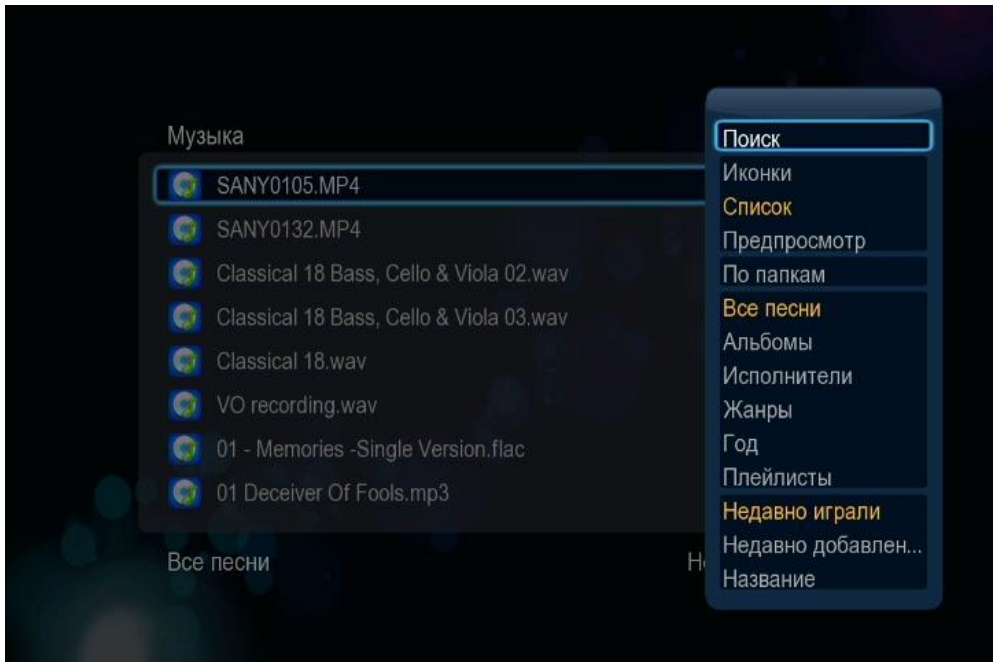 Музыка
SANY0105.MP4
SANY0132.MP4
Classical 18 Bass, Cello & Viola 02.wav
Classical 18 Bass, Cello & Viola 03.wav
Classical 18.wav
VO recording.wav
01 - Memories -Single Version.flac
01 Deceiver Of Fools.mp3
Все песни
Поиск
Иконки
Список
Предпросмотр
По папкам
Все песни
Альбомы
Исполнители
Жанры
Год
Плейлисты
Недавно играли
Недавно добавлен...
Название